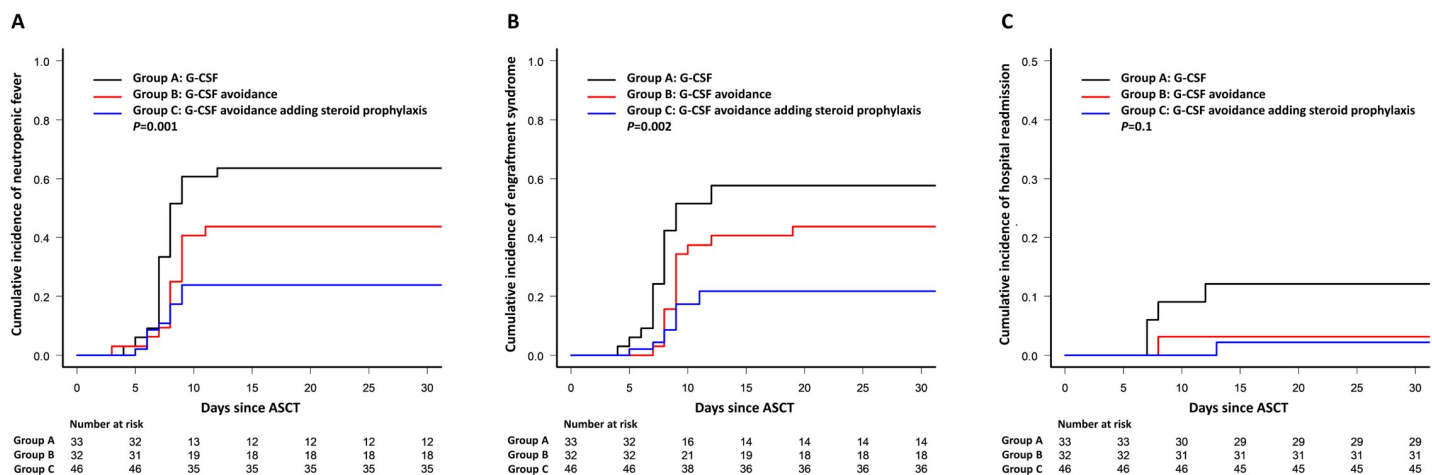 A
Cumulative incidence of neutropenic fever
1.0
0.8
0.6
0.4
0.2
0.0
Group A: G-CSF
Group B: G-CSF avoidance
Group C: G-CSF avoidance adding steroid prophylaxis
P=0.001
0 5 10 15 20 25 30
Days since ASCT
Number at risk
Group A 33 32 13 12 12 12 12
Group B 32 31 19 18 18 18 18
Group C 46 46 35 35 35 35 35
B
Cumulative incidence of engraftment syndrome
1.0
0.8
0.6
0.4
0.2
0.0
Group A: G-CSF
Group B: G-CSF avoidance
Group C: G-CSF avoidance adding steroid prophylaxis
P=0.002
0 5 10 15 20 25 30
Days since ASCT
Number at risk
Group A 33 32 16 14 14 14 14
Group B 32 32 21 19 18 18 18
Group C 46 46 38 36 36 36 36
C
Cumulative incidence of hospital readmission
0.5
0.4
0.3
0.2
0.1
0.0
Group A: G-CSF
Group B: G-CSF avoidance
Group C: G-CSF avoidance adding steroid prophylaxis
P=0.1
0 5 10 15 20 25 30
Days since ASCT
Number at risk
Group A 33 33 30 29 29 29 29
Group B 32 32 31 31 31 31 31
Group C 46 46 46 45 45 45 45